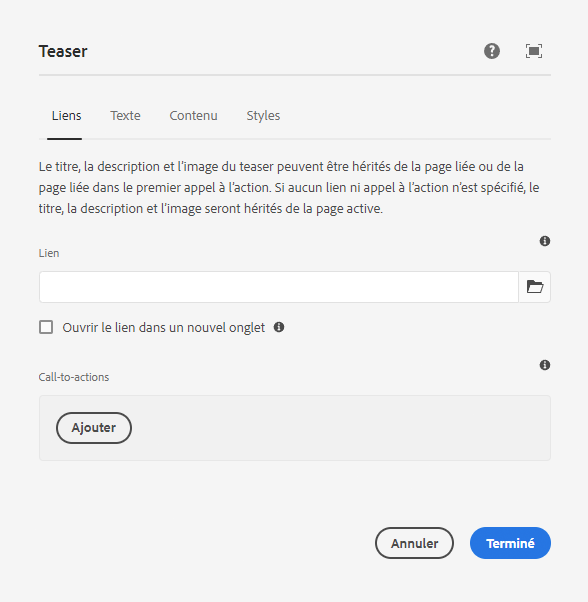 Teaser
Liens
Texte
Contenu
Styles
Le titre, la description et l’image du teaser peuvent être hérités de la page liée ou de la
page liée dans le premier appel à l’action. Si aucun lien ni appel à l’action n’est spécifié, le
titre, la description et l’image seront hérités de la page active.
Lien
Ouvrir le lien dans un nouvel onglet
Call-to-actions
Ajouter
Annuler
Terminé